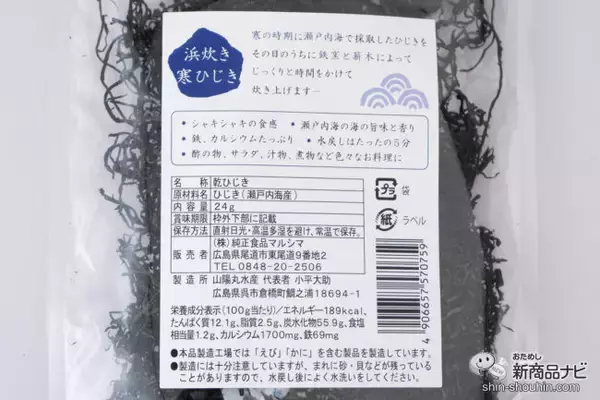 浜炊き
寒ひじき
寒の時期に瀬戸内海で採取したひじきを
その日のうちに鉄窯と薪木によって
じっくりと時間をかけて
炊き上げます―
・シャキシャキの食感 ・瀬戸内海の海の旨味と香り
・鉄、カルシウムたっぷり ・水戻しはたったの5分
・酢の物、サラダ、汁物、煮物など色々なお料理に
名称 乾ひじき
原材料名 ひじき(瀬戸内海産)
内容量 24g
賞味期限 枠外下部に記載
保存方法 直射日光・高温多湿を避け、常温で保存。
販売者 (株)純正食品マルシマ
広島県尾道市東尾道9番地2
TEL 0848-20-2506
製造所 山陽丸水産 代表者 小平大助
広島県呉市倉橋町鯛之浦18694-1
プラ 袋
紙 ラベル
4 906657 570759
栄養成分表示(100g当たり)/エネルギー189kcal、
たんぱく質12.1g、脂質2.5g、炭水化物55.9g、食塩
相当量1.2g、カルシウム1700mg、鉄69mg
●本品製造工場では「えび」「かに」を含む製品を製造しています。
●製造には十分注意していますが、まれに砂・貝などが残っている
ことがありますので、水戻し後によく水洗いをしてください。
おためし
新商品ナビ
shin-shouhin.com